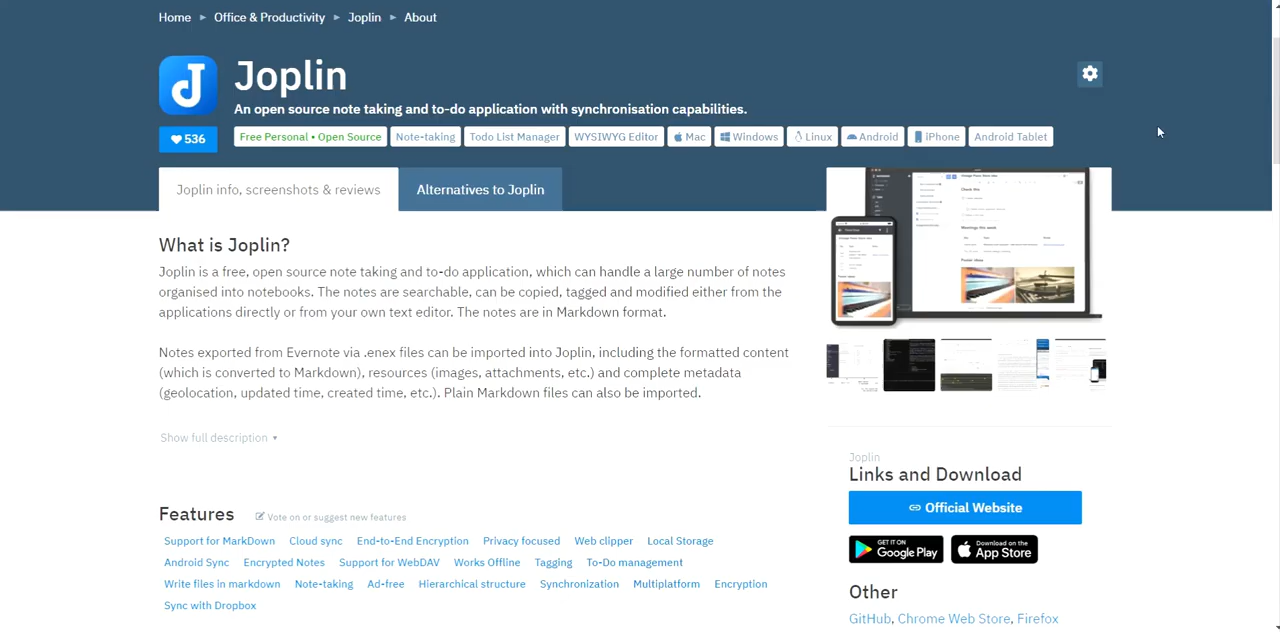 Home ► Office & Productivity ► Joplin ► About
Joplin
An open source note taking and to-do application with synchronisation capabilities.
536
Free Personal • Open Source Note-taking Todo List Manager WYSIWYG Editor Mac Windows Linux Android iPhone Android Tablet
Joplin info, screenshots & reviews
Alternatives to Joplin
What is Joplin?
Joplin is a free, open source note taking and to-do application, which can handle a large number of notes
organised into notebooks. The notes are searchable, can be copied, tagged and modified either from the
applications directly or from your own text editor. The notes are in Markdown format.
Notes exported from Evernote via .enex files can be imported into Joplin, including the formatted content
(which is converted to Markdown), resources (images, attachments, etc.) and complete metadata
(geolocation, updated time, created time, etc.). Plain Markdown files can also be imported.
Show full description ▾
Features
Vote on or suggest new features
Support for MarkDown Cloud sync End-to-End Encryption Privacy focused Web clipper Local Storage
Android Sync Encrypted Notes Support for WebDAV Works Offline Tagging To-Do management
Write files in markdown Note-taking Ad-free Hierarchical structure Synchronization Multiplatform Encryption
Sync with Dropbox
Joplin
Links and Download
Official Website
GET IT ON
Google Play
Download on the
App Store
Other
GitHub, Chrome Web Store, Firefox